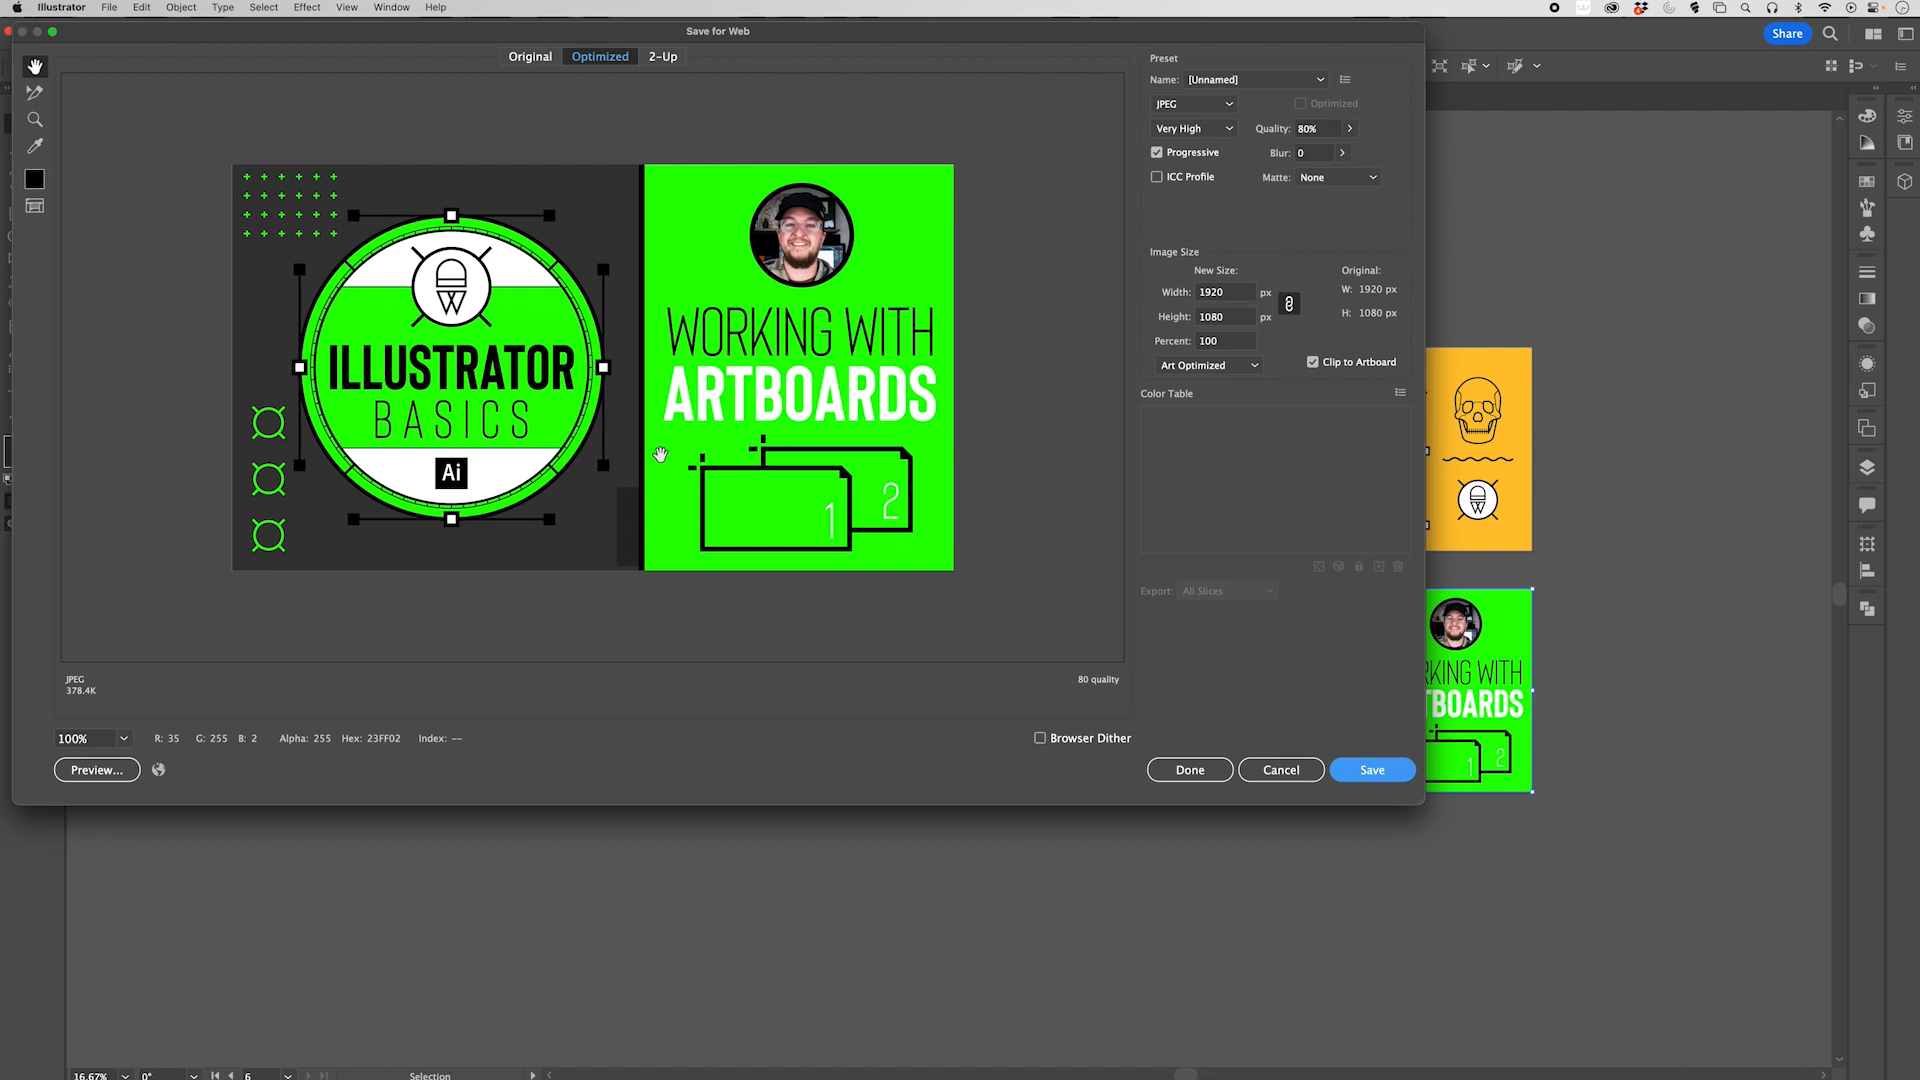 Illustrator File Edit Object Type Select Effect View Window Help
Save for Web
Share
Original Optimized 2-Up
Preset
Name: [Unnamed]
JPEG Optimized
Very High Quality: 80%
Progressive Blur: 0
ICC Profile Matte: None
Image Size
New Size: Original:
Width: 1920 px W: 1920 px
Height: 1080 px H: 1080 px
Percent: 100
Art Optimized Clip to Artboard
Color Table
Export: All Slices
W
ILLUSTRATOR
BASICS
Ai
WORKING WITH
ARTBOARDS
1 2
W
RKING WITH
TBOARDS
1 2
JPEG
378.4K
80 quality
100% R: 35 G: 255 B: 2 Alpha: 255 Hex: 23FF02 Index: --
Browser Dither
Preview... Done Cancel Save
16.67% 0° 6 Selection